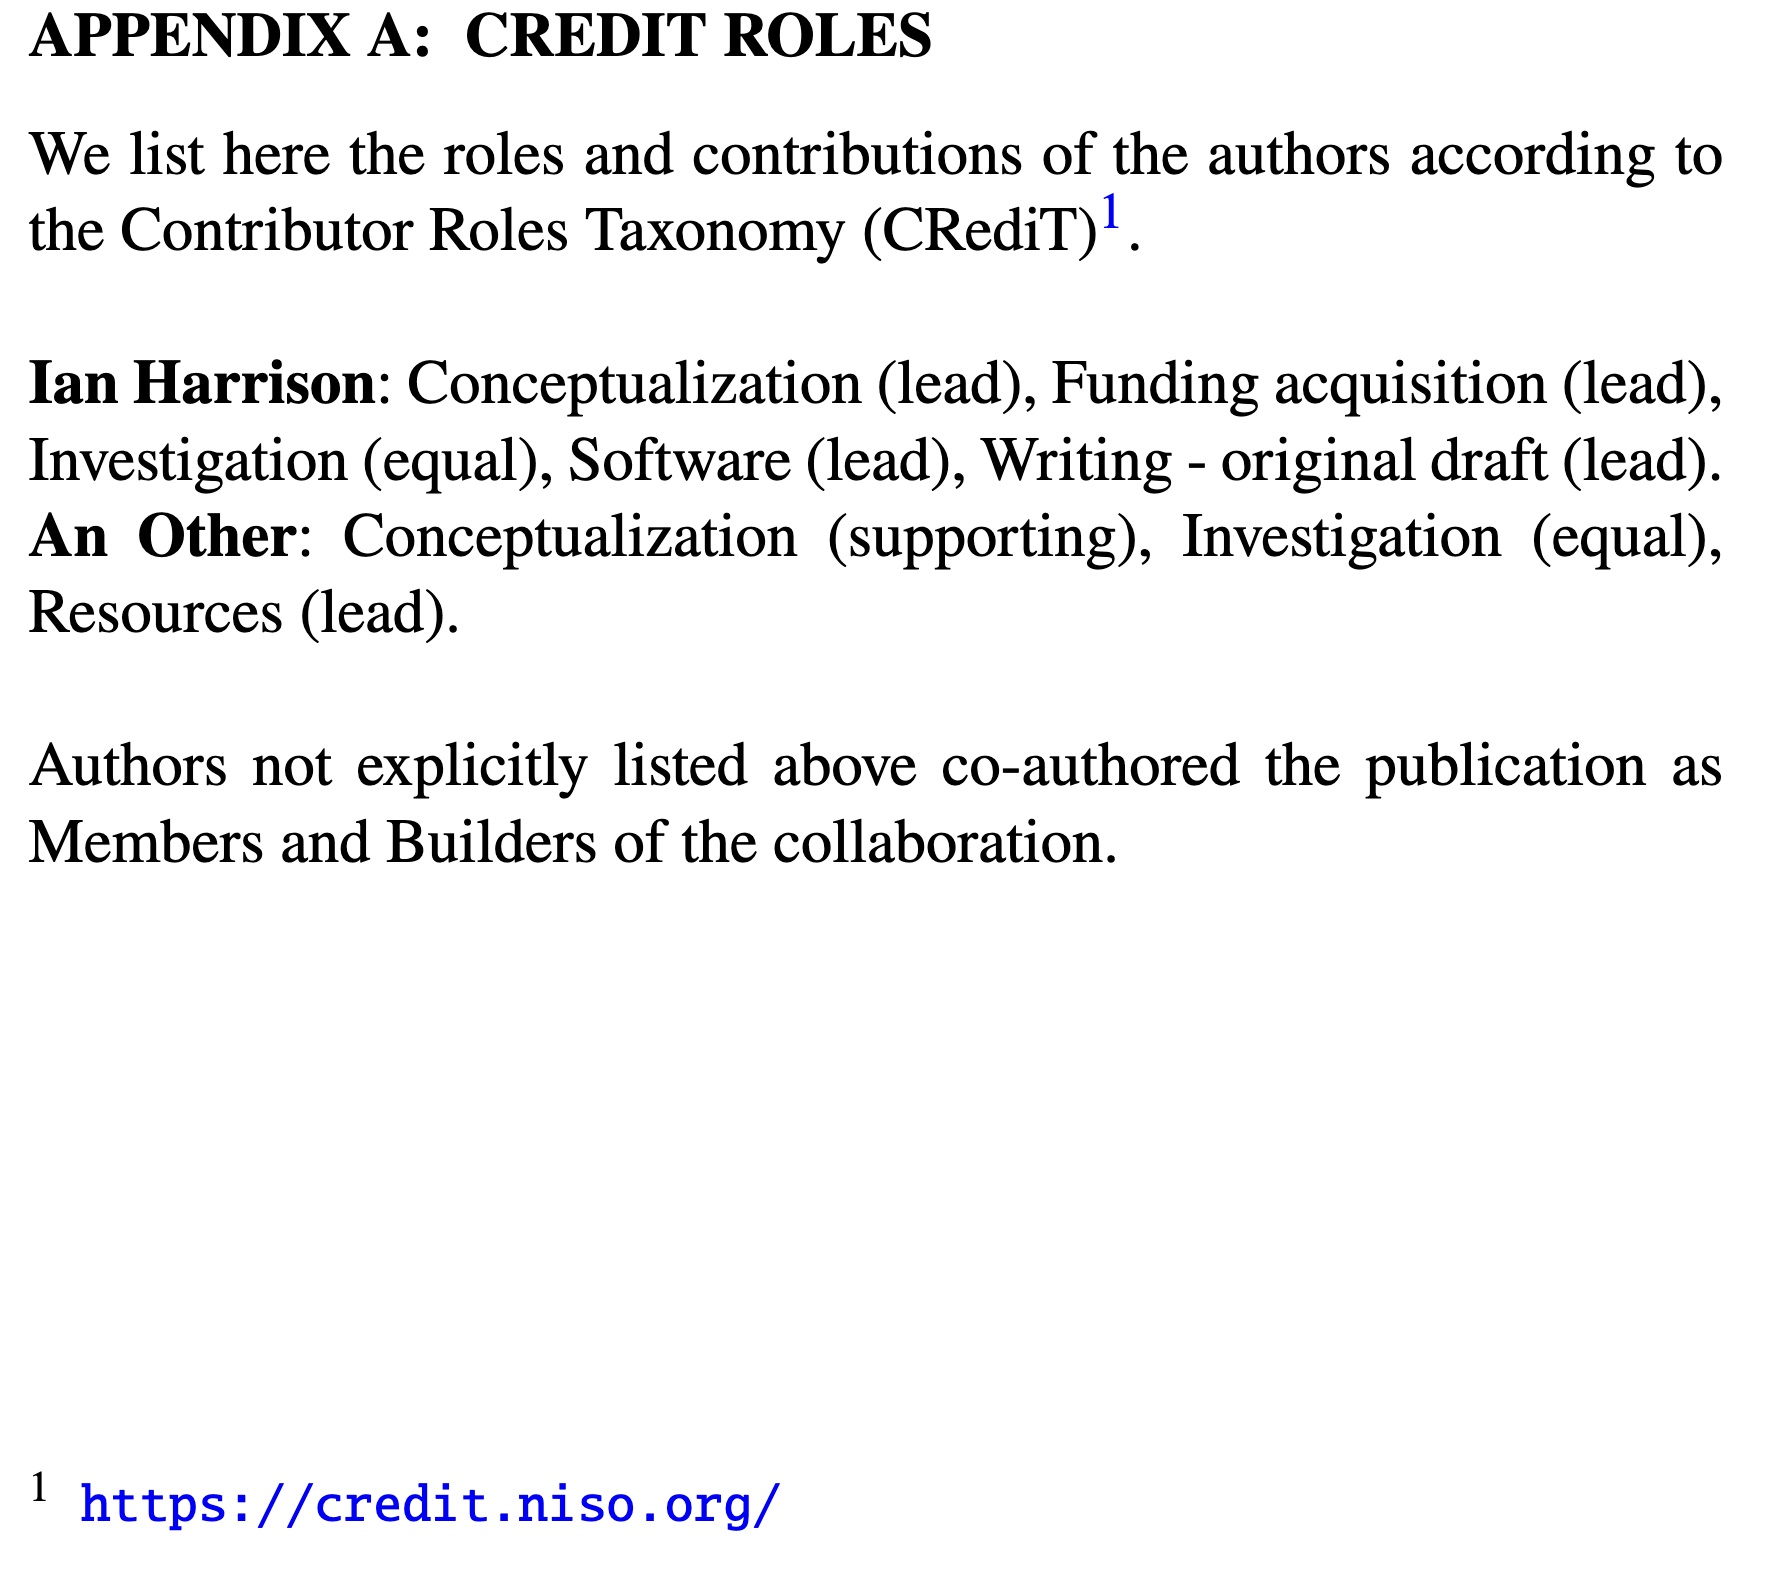 APPENDIX A: CREDIT ROLES
We list here the roles and contributions of the authors according to
the Contributor Roles Taxonomy (CRediT)1.
Ian Harrison: Conceptualization (lead), Funding acquisition (lead),
Investigation (equal), Software (lead), Writing - original draft (lead).
An Other: Conceptualization (supporting), Investigation (equal),
Resources (lead).
Authors not explicitly listed above co-authored the publication as
Members and Builders of the collaboration.
1 https://credit.niso.org/